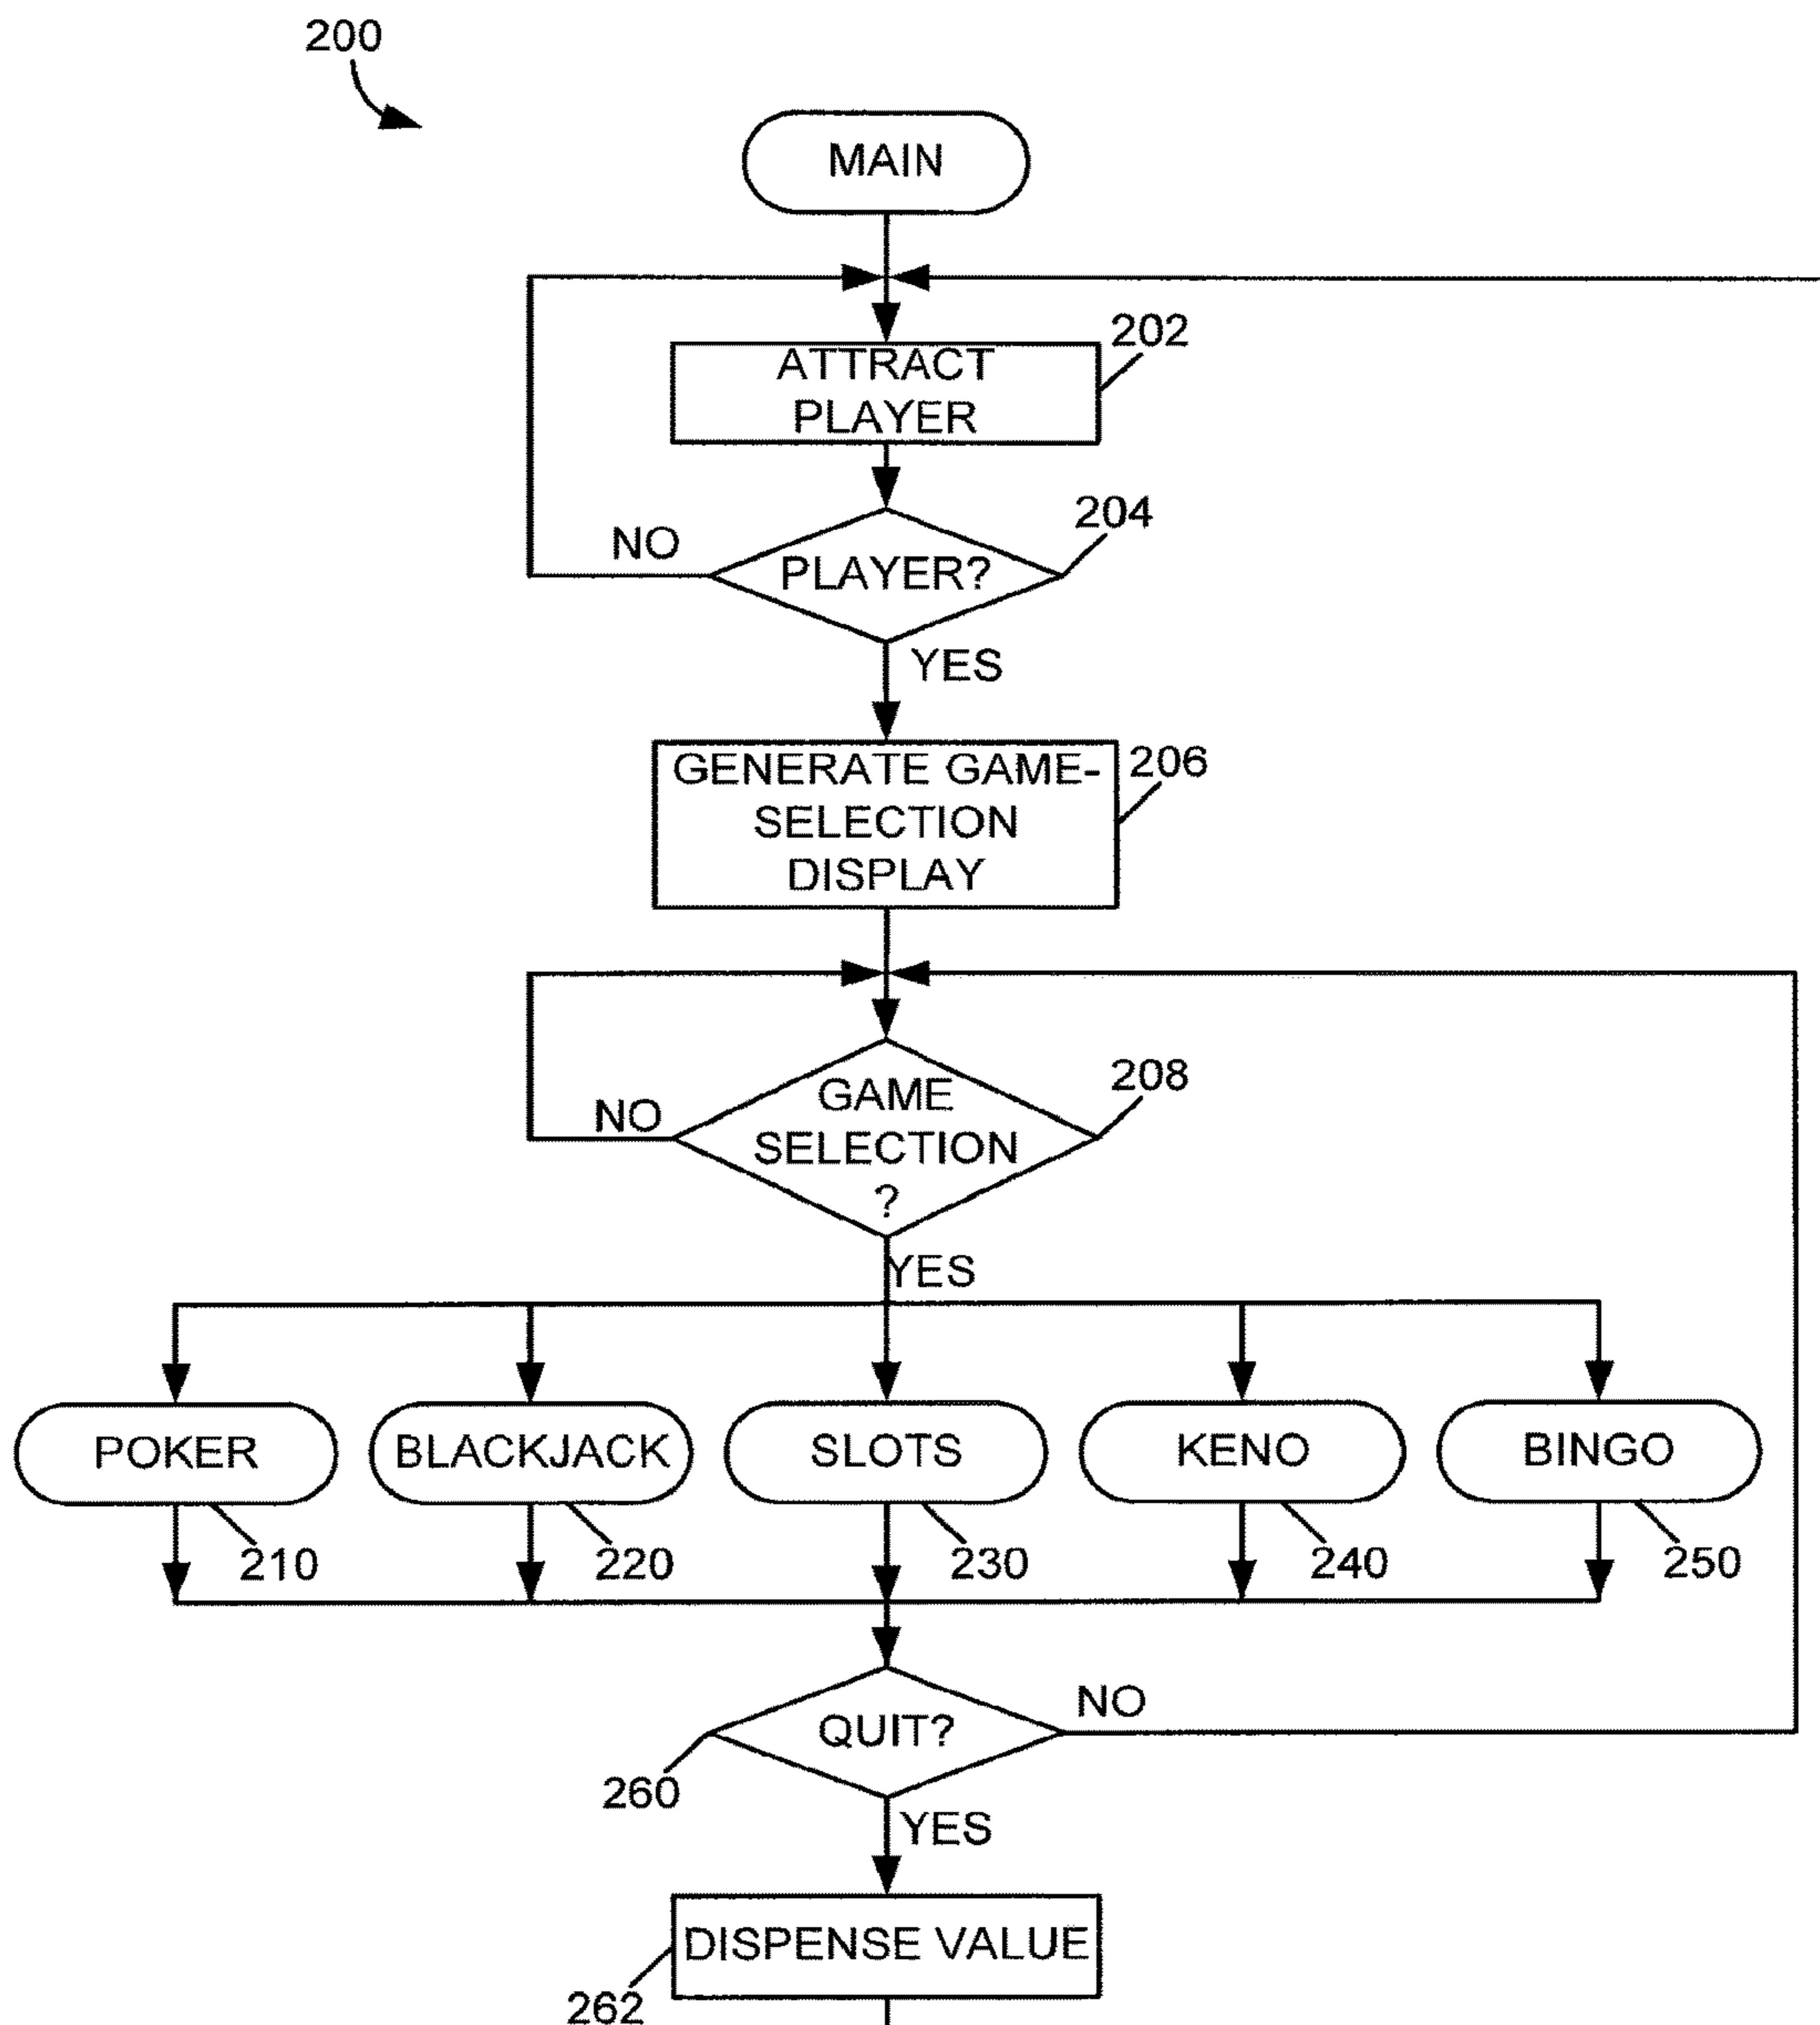 200
MAIN
202
ATTRACT
PLAYER
204
NO
PLAYER?
YES
206
GENERATE GAME-
SELECTION
DISPLAY
208
NO
GAME
SELECTION
?
YES
POKER
BLACKJACK
SLOTS
KENO
BINGO
210
220
230
240
250
QUIT?
NO
260
YES
DISPENSE VALUE
262